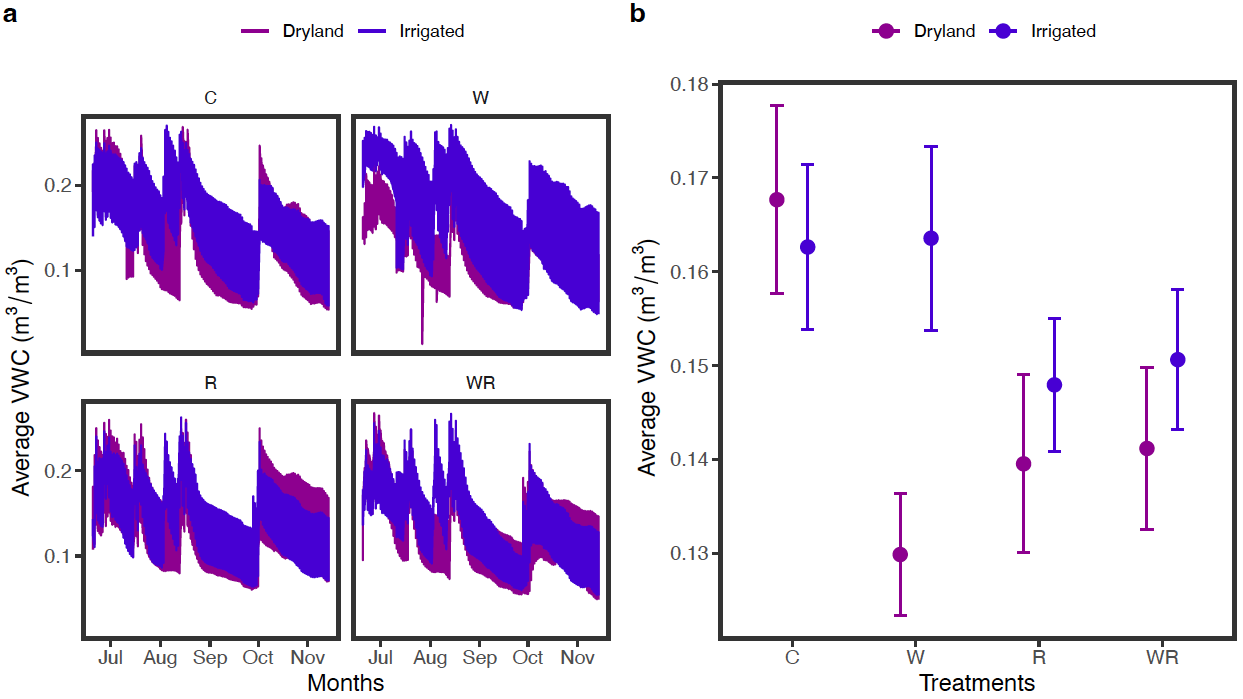 a
Dryland Irrigated
C W
0.2
0.1
R WR
0.2
0.1
Average VWC (m³/m³)
Jul Aug Sep Oct Nov Jul Aug Sep Oct Nov
Months
b
Dryland Irrigated
0.18
0.17
0.16
0.15
0.14
0.13
Average VWC (m³/m³)
C W R WR
Treatments